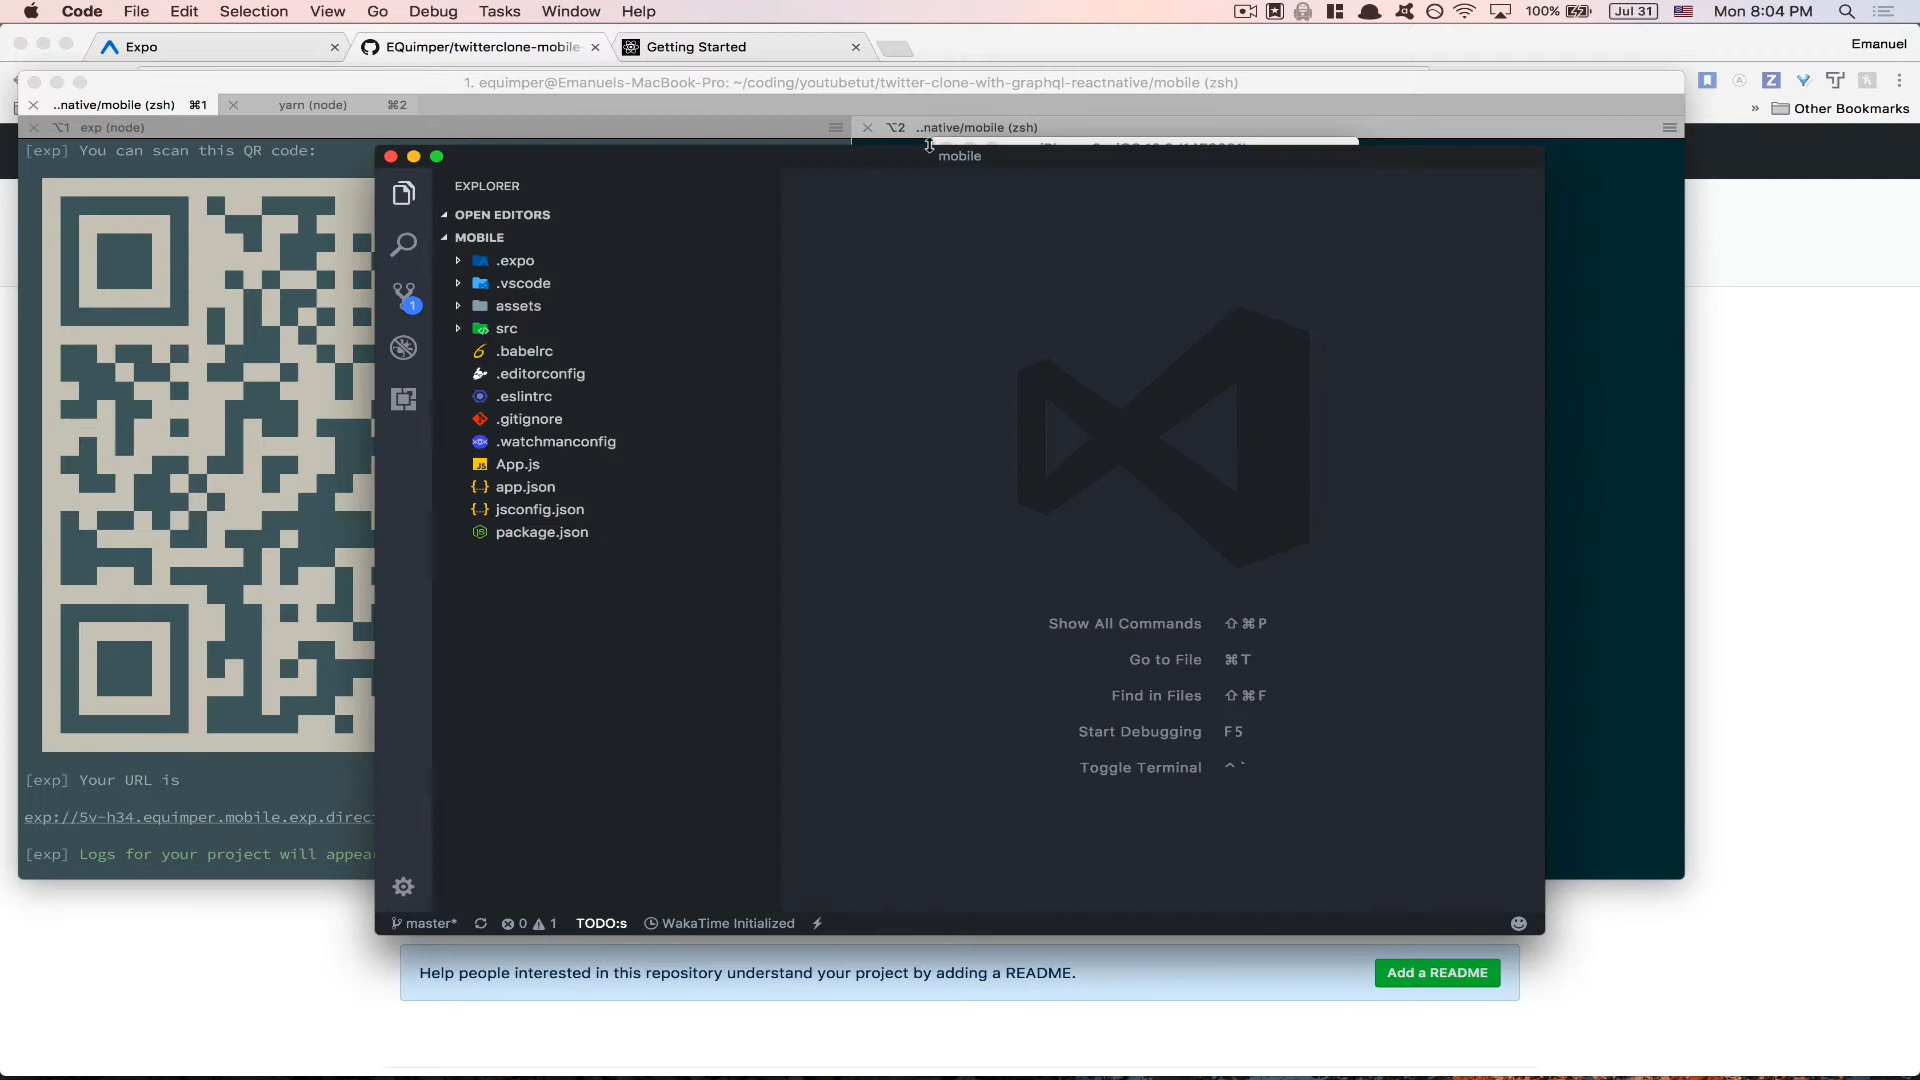 Code File Edit Selection View Go Debug Tasks Window Help
100% Jul 31 Mon 8:04 PM
Expo
EQuimper/twitterclone-mobile
Getting Started
Emanuel
1. equimper@Emanuels-MacBook-Pro: ~/coding/youtubetut/twitter-clone-with-graphql-reactnative/mobile (zsh)
..native/mobile (zsh) ⌘1
yarn (node) ⌘2
» Other Bookmarks
⌥1 exp (node)
⌥2 ..native/mobile (zsh)
[exp] You can scan this QR code:
mobile
EXPLORER
OPEN EDITORS
MOBILE
.expo
.vscode
assets
src
.babelrc
.editorconfig
.eslintrc
.gitignore
.watchmanconfig
JS App.js
{..} app.json
{..} jsconfig.json
package.json
1
Show All Commands ⇧⌘P
Go to File ⌘T
Find in Files ⇧⌘F
Start Debugging F5
Toggle Terminal ^`
[exp] Your URL is
exp://5v-h34.equimper.mobile.exp.direc
[exp] Logs for your project will appea
master* 0 1 TODO:s WakaTime Initialized
Help people interested in this repository understand your project by adding a README.
Add a README